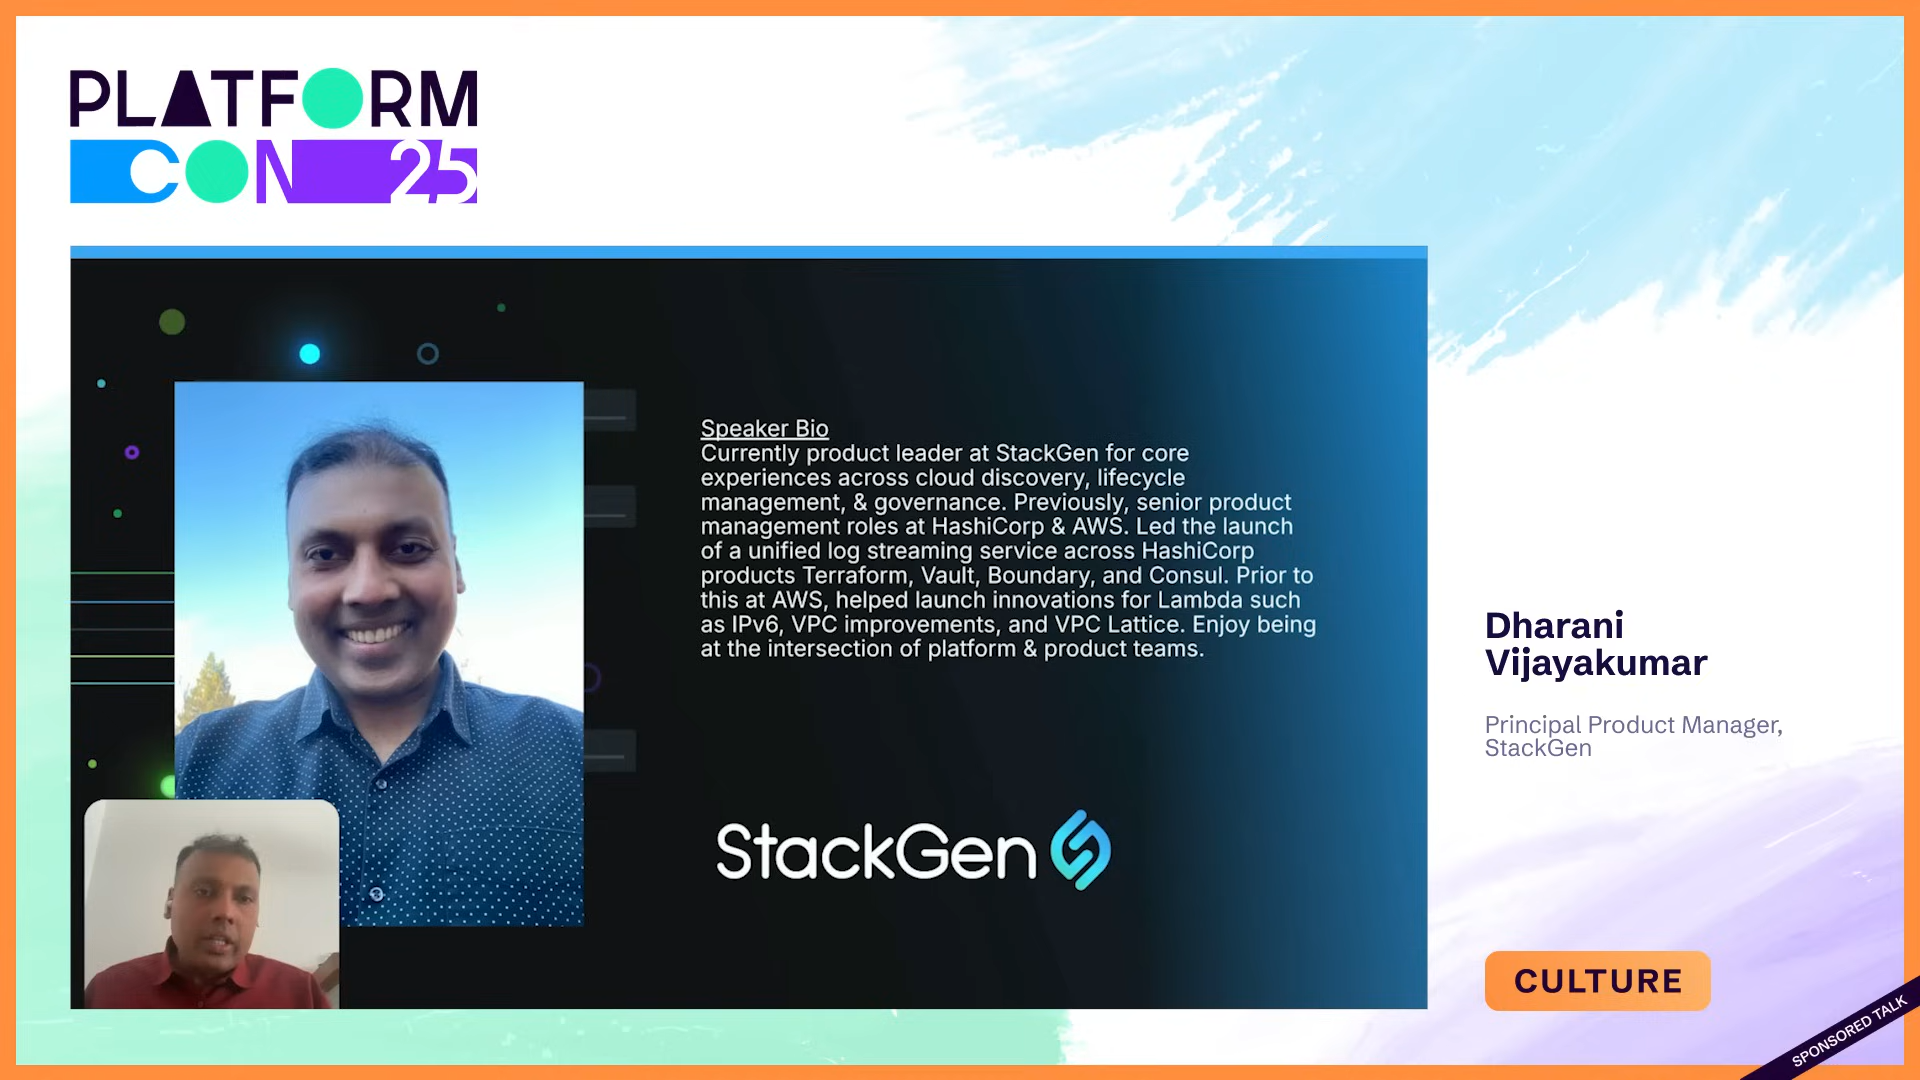 PLATFORM
CON 25
Speaker Bio
Currently product leader at StackGen for core
experiences across cloud discovery, lifecycle
management, & governance. Previously, senior product
management roles at HashiCorp & AWS. Led the launch
of a unified log streaming service across HashiCorp
products Terraform, Vault, Boundary, and Consul. Prior to
this at AWS, helped launch innovations for Lambda such
as IPv6, VPC improvements, and VPC Lattice. Enjoy being
at the intersection of platform & product teams.
StackGen
Dharani
Vijayakumar
Principal Product Manager,
StackGen
CULTURE
SPONSORED TALK